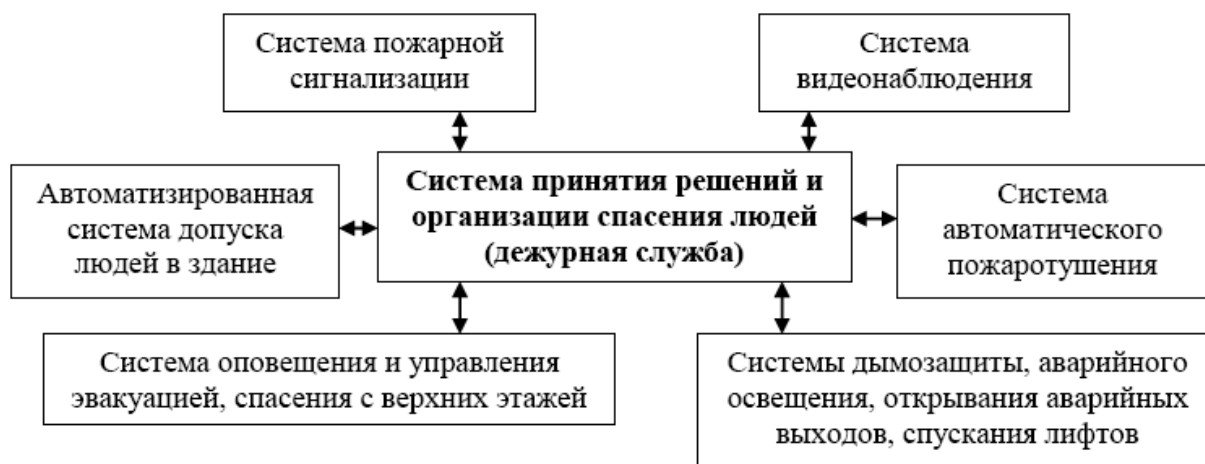 Система пожарной
сигнализации
Система
видеонаблюдения
Автоматизированная
система допуска
людей в здание
Система принятия решений и
организации спасения людей
(дежурная служба)
Система
автоматического
пожаротушения
Система оповещения и управления
эвакуацией, спасения с верхних этажей
Системы дымозащиты, аварийного
освещения, открывания аварийных
выходов, спускания лифтов